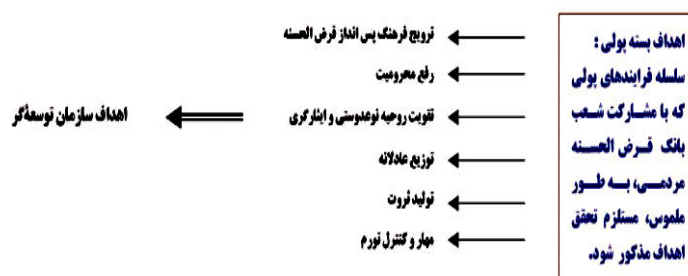 اهداف بسته پولی :
سلسله فرایندهای پولی
که با مشارکت شعب
بانک قرض الحسنه
مردمی، به طور
ملموس، مستلزم تحقق
اهداف مذکور شود.
ترویج فرهنگ پس انداز قرض الحسنه
رفع محرومیت
تقویت روحیه نوعدوستی و ایثارگری
توزیع عادلانه
تولید ثروت
مهار و کنترل تورم
اهداف سازمان توسعهٔگر